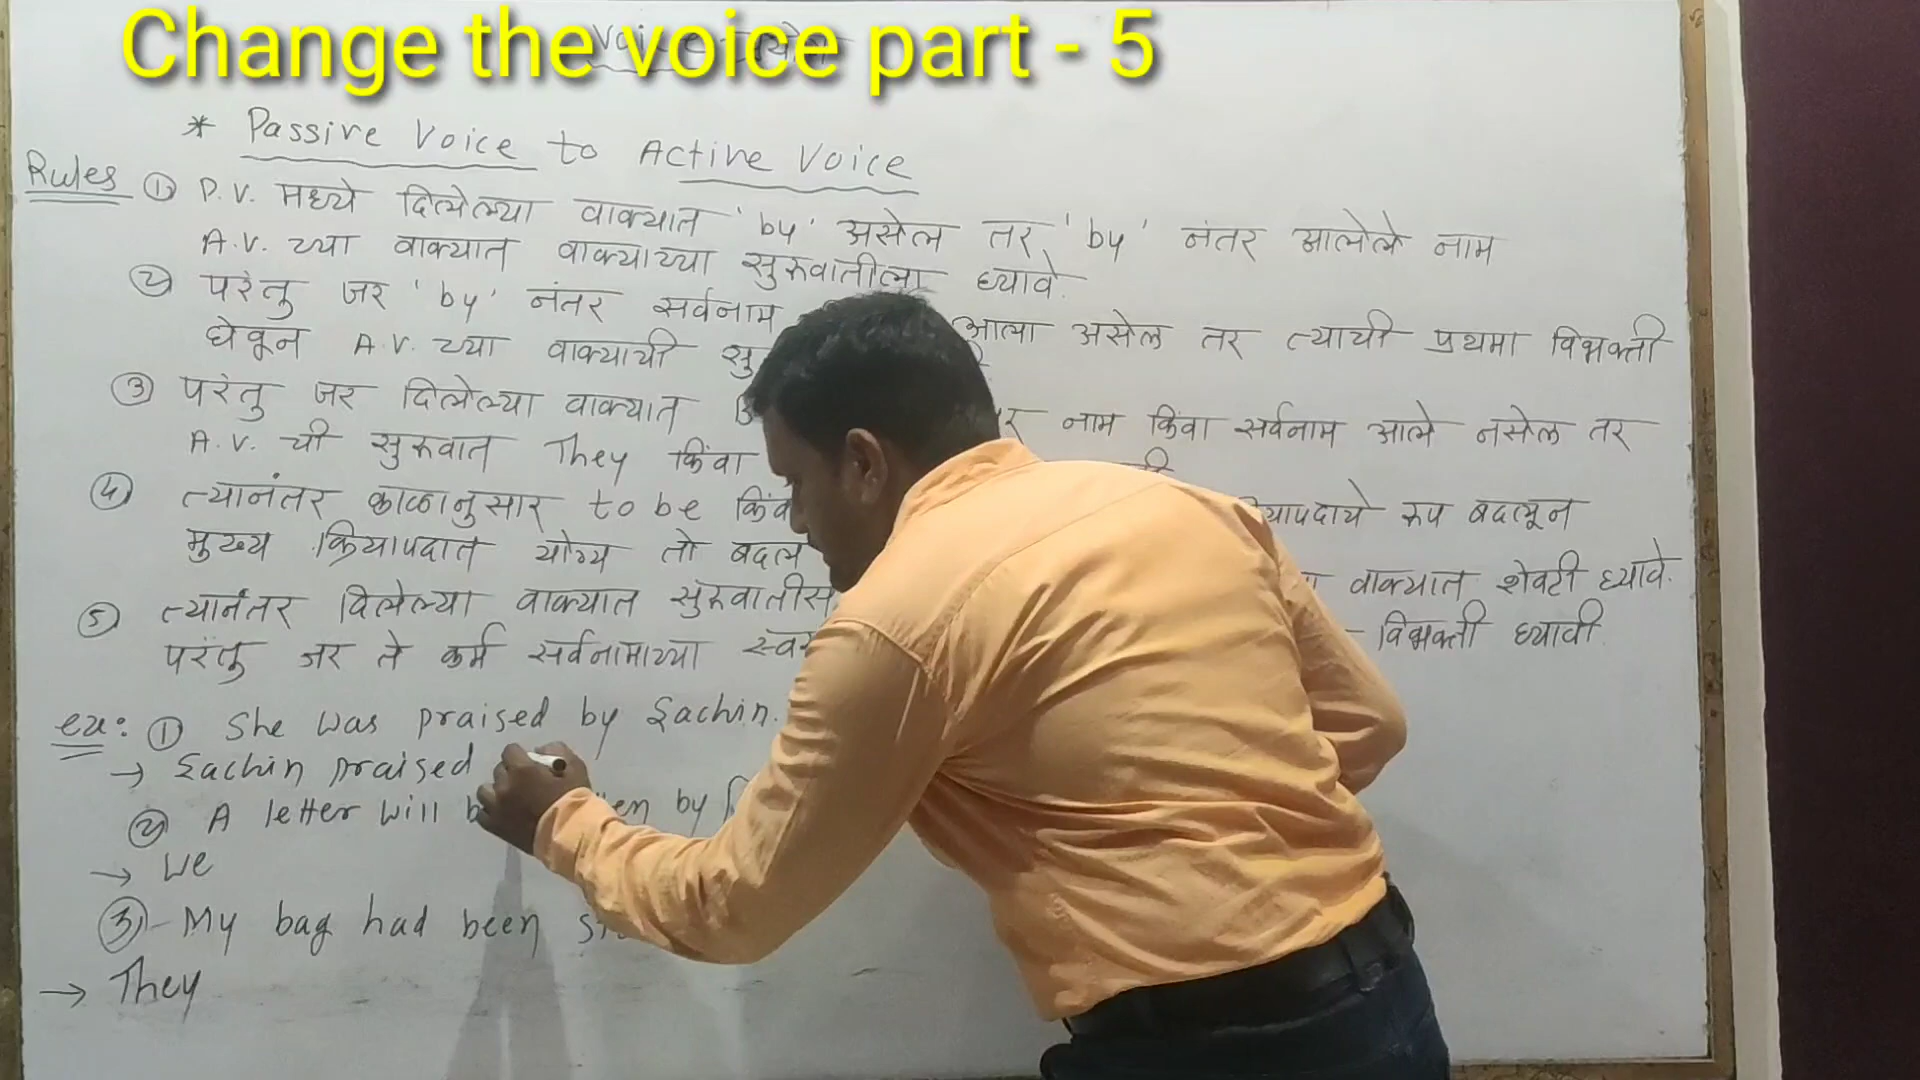 Change the voice part - 5
* Passive Voice to Active Voice
Rules ① P.V. मध्ये दिलेल्या वाक्यात 'by' असेल तर 'by' नंतर आलेले नाम
A.V. च्या वाक्यात वाक्याच्या सुरुवातीला घ्यावे.
② परंतु जर 'by' नंतर सर्वनाम आला असेल तर त्याची प्रथमा विभक्ती
घेवून A.V. च्या वाक्याची
③ परंतु जर दिलेल्या वाक्यात नाम किंवा सर्वनाम आले नसेल तर
A.V. ची सुरुवात They किंवा
④ त्यानंतर काळानुसार to be रुप बदलून
मुख्य क्रियापदात योग्य तो बदल
⑤ त्यानंतर दिलेल्या वाक्यात वाक्यात शेवटी घ्यावे.
परंतु जर ते कर्म सर्वनामाच्या विभक्ती घ्यावी.
ex: ① She was praised by Sachin.
→ Sachin praised
② A letter will by
→ We
③ My bag had been
→ They